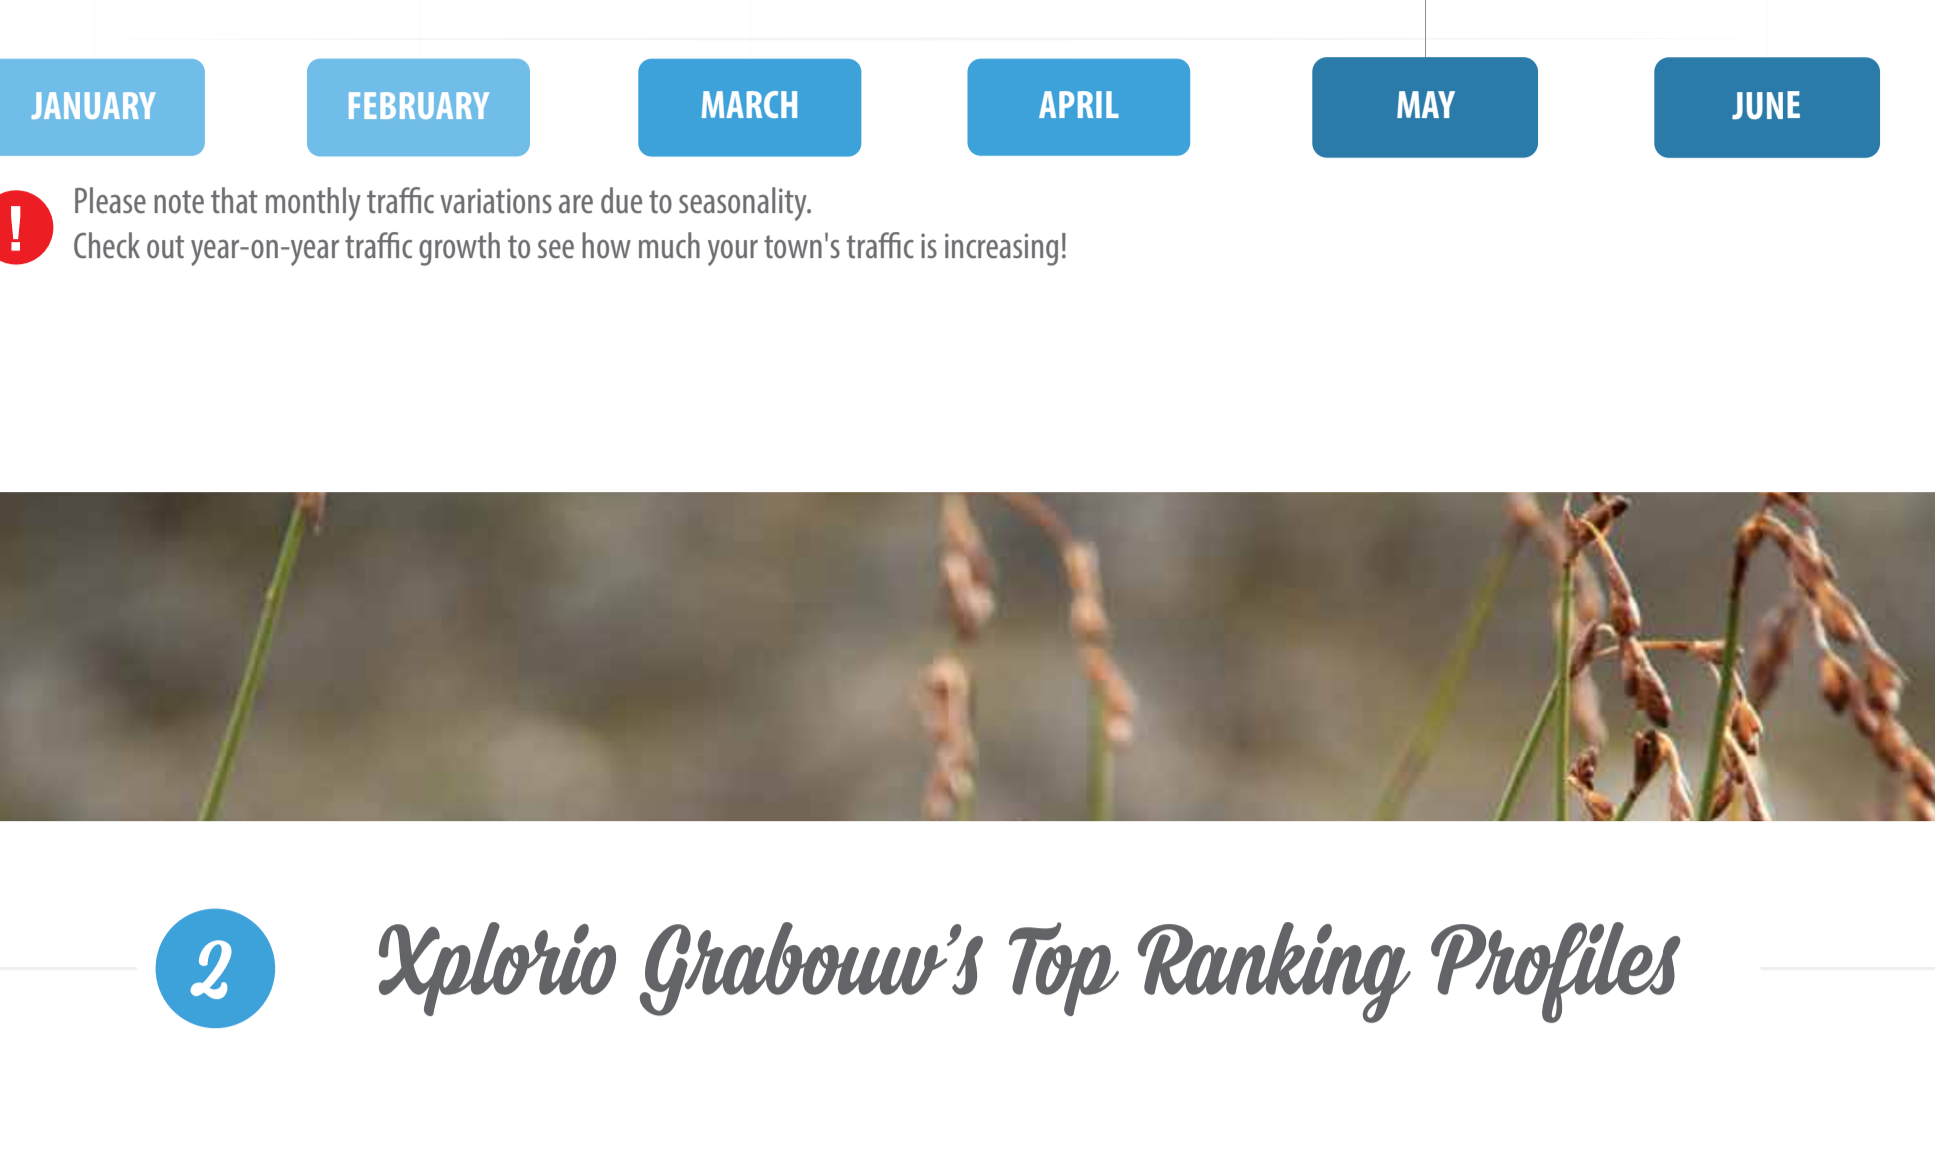 JANUARY FEBRUARY MARCH APRIL MAY JUNE
! Please note that monthly traffic variations are due to seasonality.
Check out year-on-year traffic growth to see how much your town's traffic is increasing!
2 Xplorio Grabouw's Top Ranking Profiles